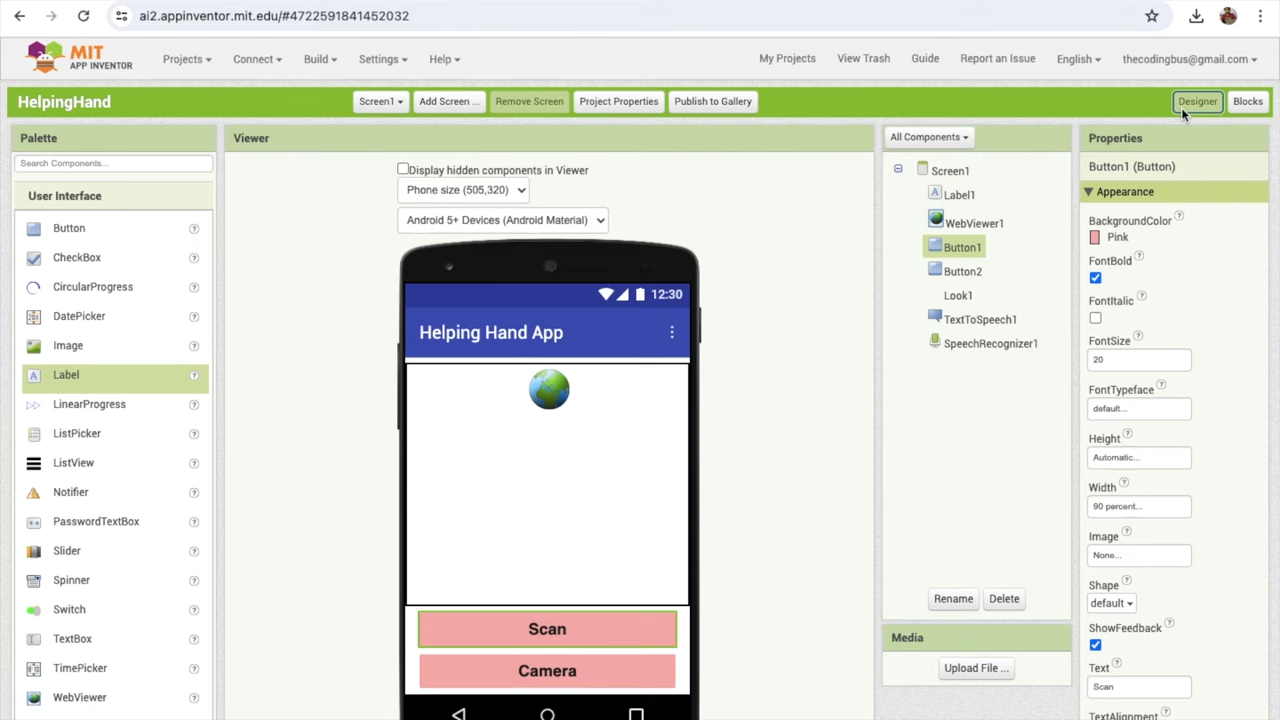 ai2.appinventor.mit.edu/#4722591841452032
MIT
APP INVENTOR
Projects Connect Build Settings Help My Projects View Trash Guide Report an Issue English thecodingbus@gmail.com
HelpingHand Screen1 Add Screen ... Remove Screen Project Properties Publish to Gallery Designer Blocks
Palette
Search Components...
User Interface
Button ?
CheckBox ?
CircularProgress ?
DatePicker ?
Image ?
Label ?
LinearProgress ?
ListPicker ?
ListView ?
Notifier ?
PasswordTextBox ?
Slider ?
Spinner ?
Switch ?
TextBox ?
TimePicker ?
WebViewer ?
Viewer
Display hidden components in Viewer
Phone size (505,320)
Android 5+ Devices (Android Material)
12:30
Helping Hand App
Scan
Camera
All Components
Screen1
A Label1
WebViewer1
Button1
Button2
Look1
TextToSpeech1
SpeechRecognizer1
Rename Delete
Media
Upload File ...
Properties
Button1 (Button)
Appearance
BackgroundColor ?
Pink
FontBold ?
FontItalic ?
FontSize ?
20
FontTypeface ?
default...
Height ?
Automatic...
Width ?
90 percent...
Image ?
None...
Shape ?
default
ShowFeedback ?
Text ?
Scan
TextAlignment